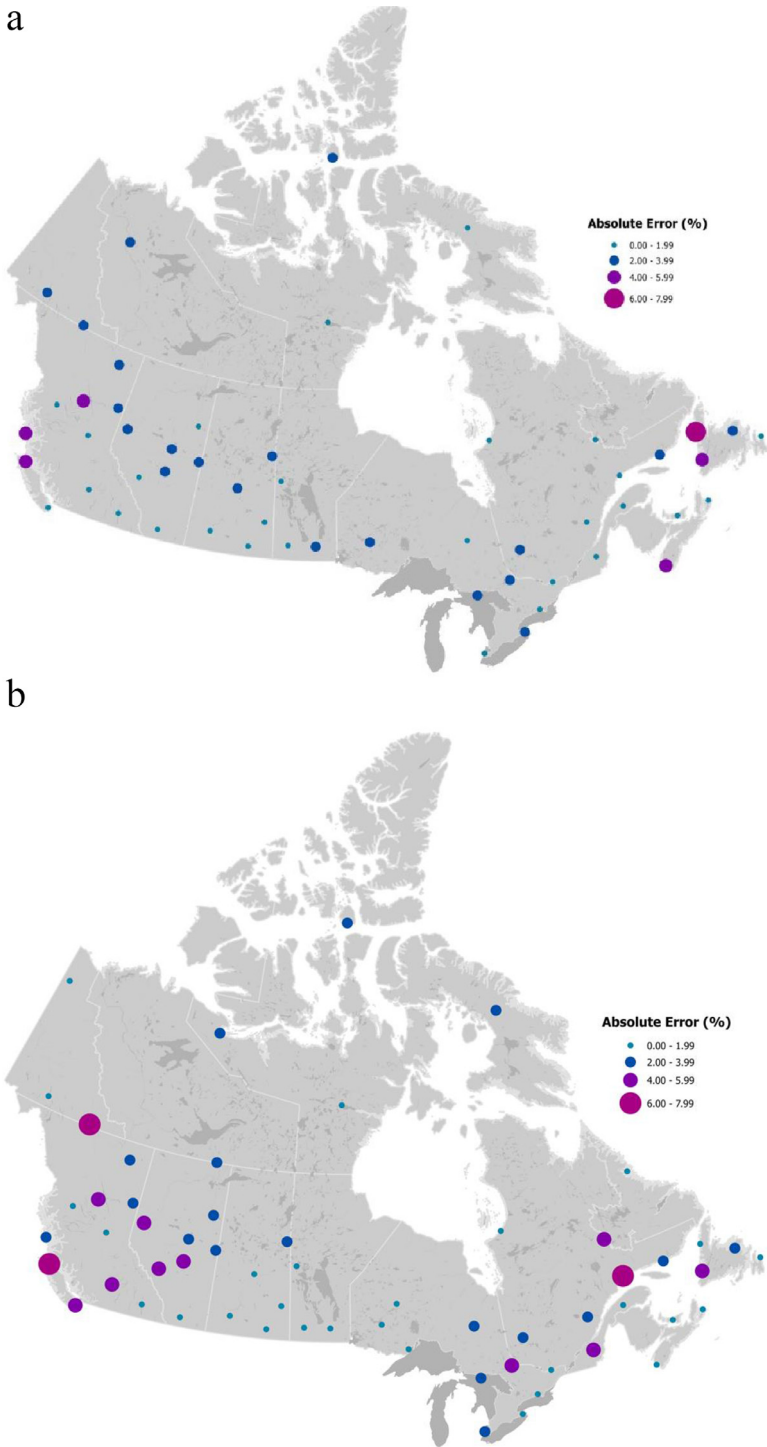 a
Absolute Error (%)
0.00 - 1.99
2.00 - 3.99
4.00 - 5.99
6.00 - 7.99
b
Absolute Error (%)
0.00 - 1.99
2.00 - 3.99
4.00 - 5.99
6.00 - 7.99